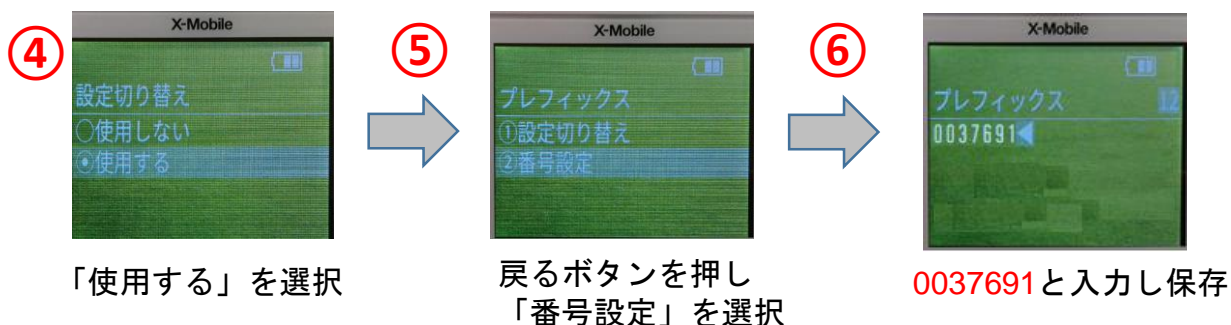 ④
X-Mobile
設定切り替え
○使用しない
◉使用する
「使用する」を選択
⑤
X-Mobile
プレフィックス
①設定切り替え
②番号設定
戻るボタンを押し
「番号設定」を選択
⑥
X-Mobile
プレフィックス 12
0037691
0037691と入力し保存